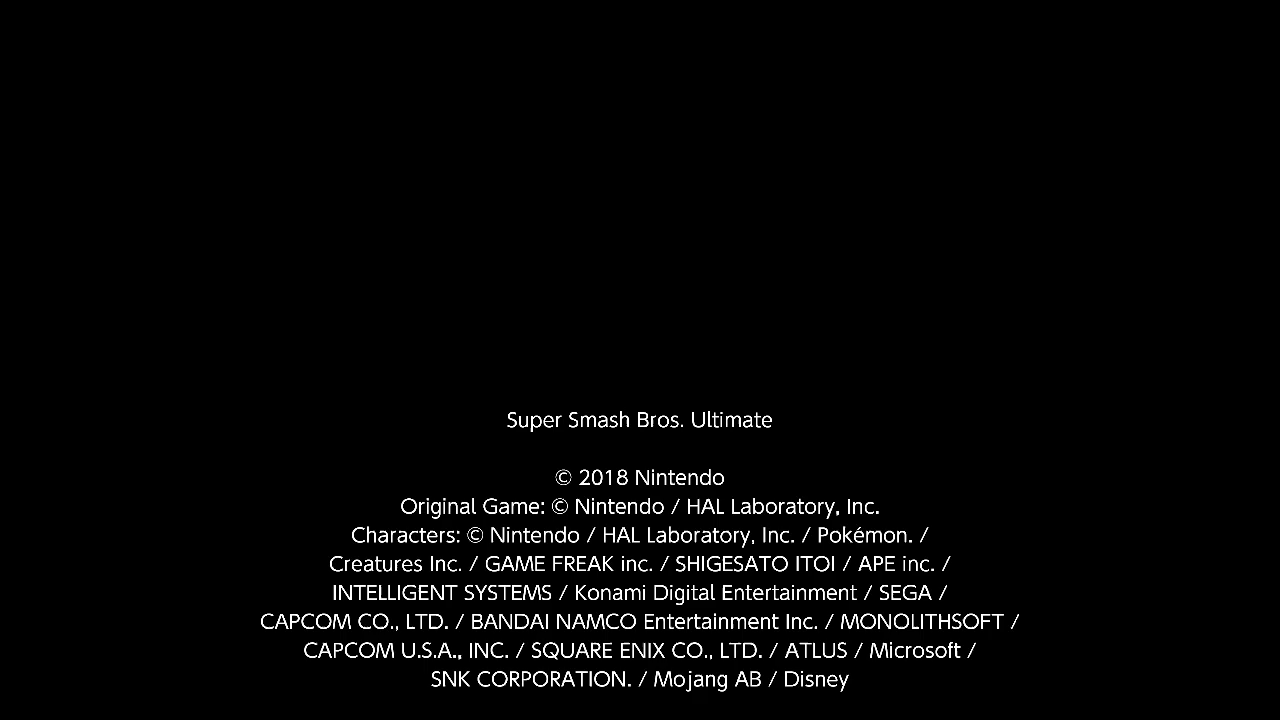 Super Smash Bros. Ultimate
© 2018 Nintendo
Original Game: © Nintendo / HAL Laboratory, Inc.
Characters: © Nintendo / HAL Laboratory, Inc. / Pokémon. /
Creatures Inc. / GAME FREAK inc. / SHIGESATO ITOI / APE inc. /
INTELLIGENT SYSTEMS / Konami Digital Entertainment / SEGA /
CAPCOM CO., LTD. / BANDAI NAMCO Entertainment Inc. / MONOLITHSOFT /
CAPCOM U.S.A., INC. / SQUARE ENIX CO., LTD. / ATLUS / Microsoft /
SNK CORPORATION. / Mojang AB / Disney